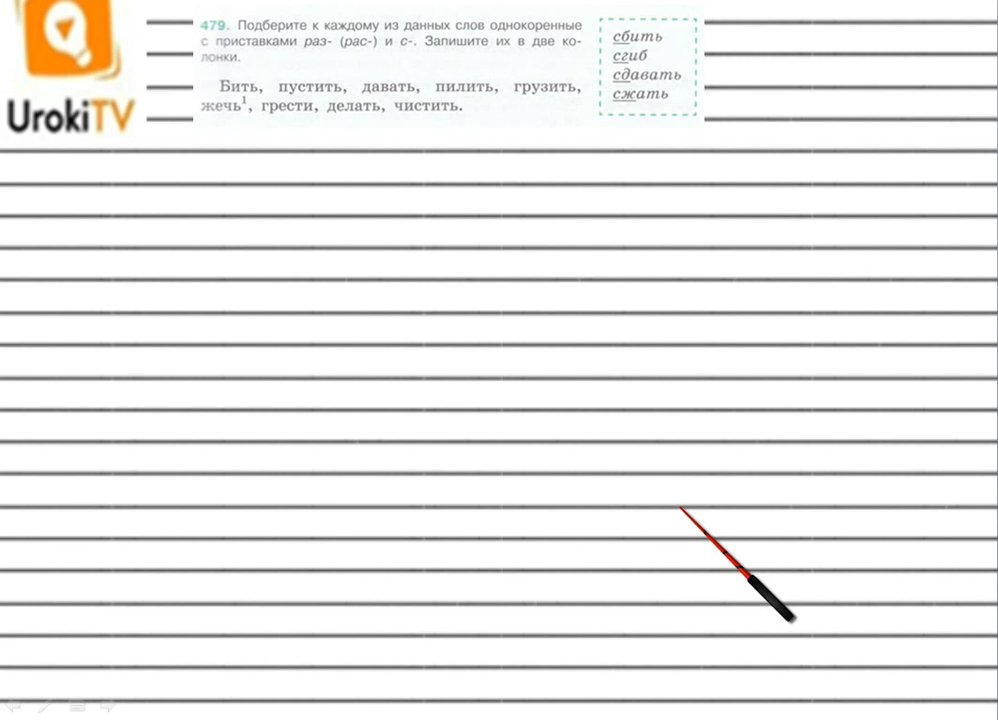 479. Подберите к каждому из данных слов однокоренные
с приставками раз- (рас-) и с-. Запишите их в две ко-
лонки.
Бить, пустить, давать, пилить, грузить,
жечь¹, грести, делать, чистить.
сбить
сгиб
сдавать
сжать
UrokiTV